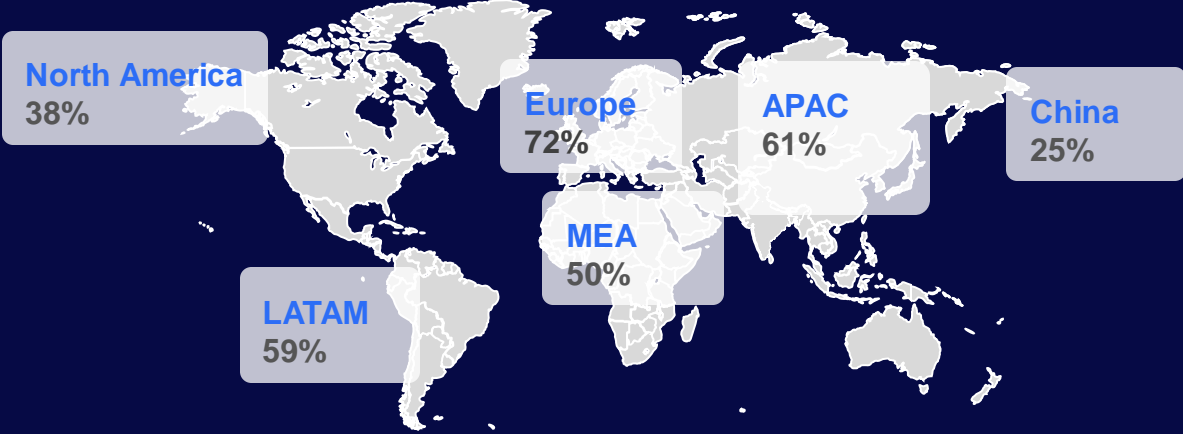 North America
38%
Europe
72%
APAC
61%
China
25%
MEA
50%
LATAM
59%